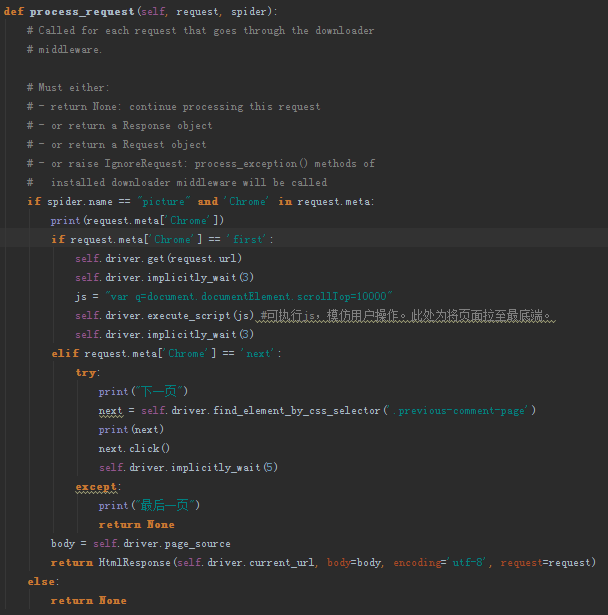 def process_request(self, request, spider):
    # Called for each request that goes through the downloader
    # middleware.

    # Must either:
    # - return None: continue processing this request
    # - or return a Response object
    # - or return a Request object
    # - or raise IgnoreRequest: process_exception() methods of
    #   installed downloader middleware will be called
    if spider.name == "picture" and 'Chrome' in request.meta:
        print(request.meta['Chrome'])
        if request.meta['Chrome'] == 'first':
            self.driver.get(request.url)
            self.driver.implicitly_wait(3)
            js = "var q=document.documentElement.scrollTop=10000"
            self.driver.execute_script(js) #可执行js，模仿用户操作。此处为将页面拉至最底端。
            self.driver.implicitly_wait(3)
        elif request.meta['Chrome'] == 'next':
            try:
                print("下一页")
                next = self.driver.find_element_by_css_selector('.previous-comment-page')
                print(next)
                next.click()
                self.driver.implicitly_wait(5)
            except:
                print("最后一页")
                return None
        body = self.driver.page_source
        return HtmlResponse(self.driver.current_url, body=body, encoding='utf-8', request=request)
    else:
        return None